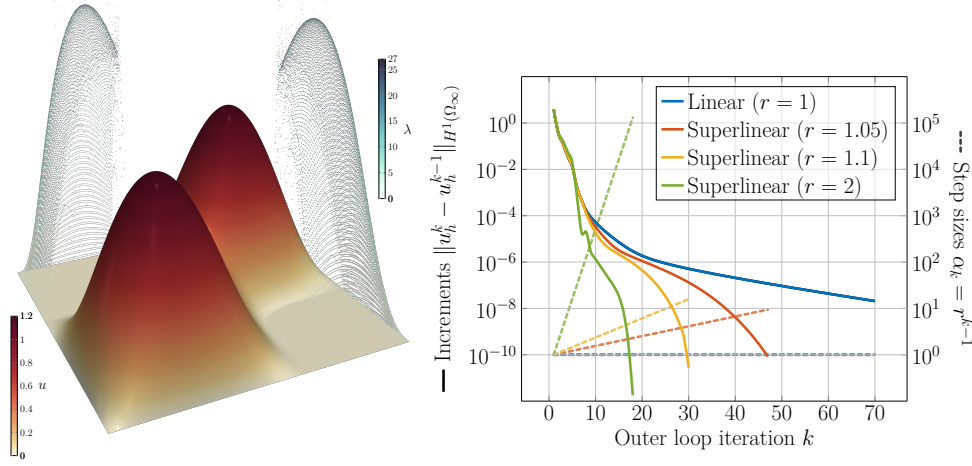 27
25
20
15
10
5
0
λ
1.2
1
0.8
0.6
0.4
0.2
0
u
Linear (r = 1)
Superlinear (r = 1.05)
Superlinear (r = 1.1)
Superlinear (r = 2)
Increments ||u_h^k − u_h^{k−1}||_{H^1(Ω_∞)}
10^0
10^{−2}
10^{−4}
10^{−6}
10^{−8}
10^{−10}
10^5
10^4
10^3
10^2
10^1
10^0
Step sizes α_k = r^{k−1}
0 10 20 30 40 50 60 70
Outer loop iteration k